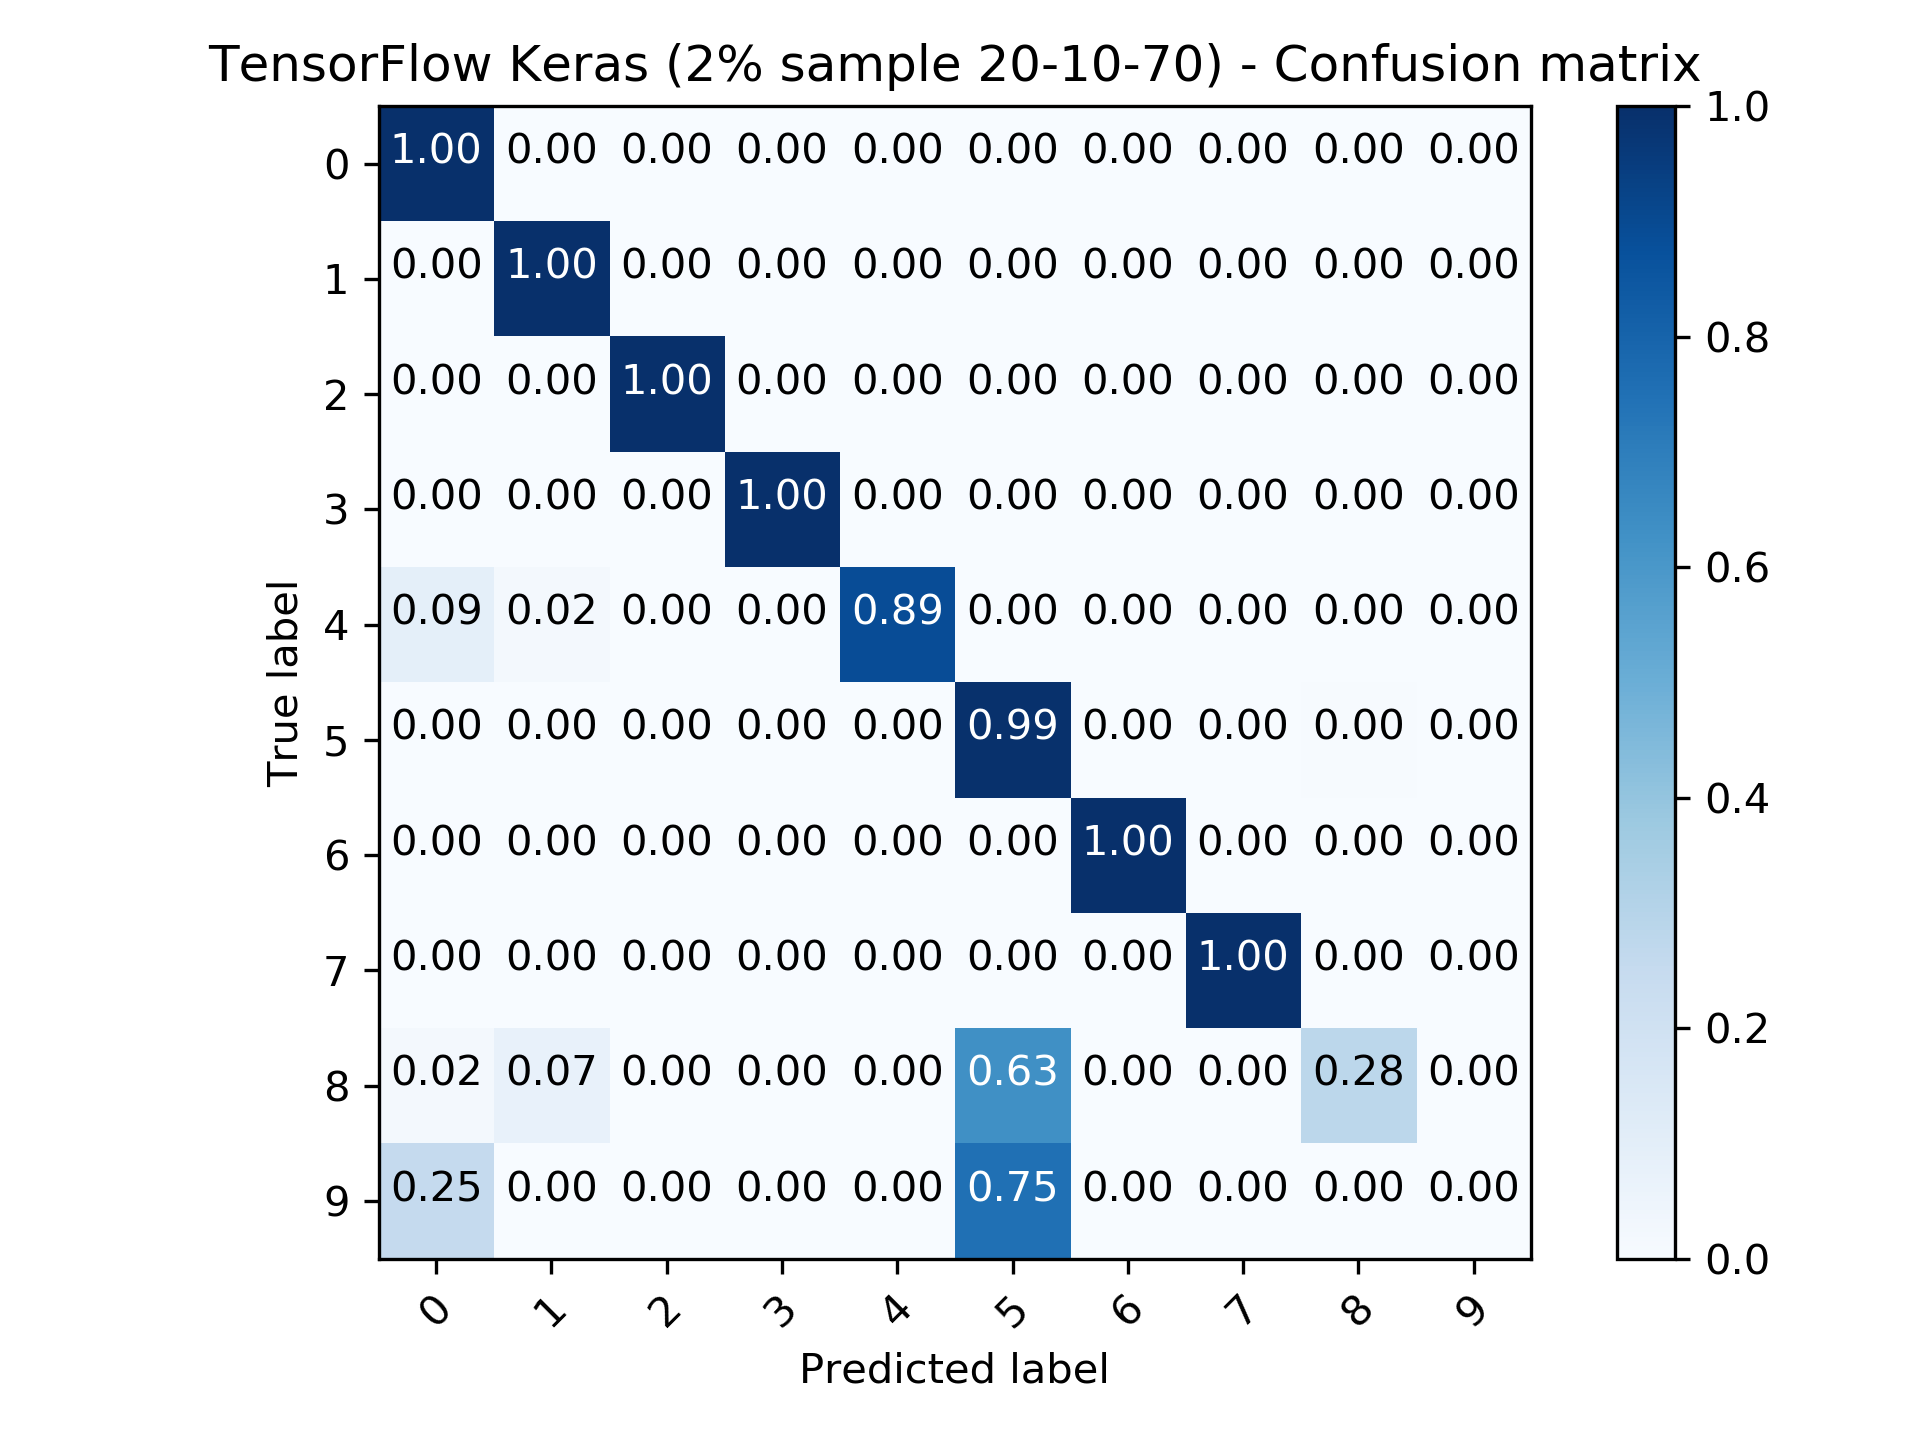 TensorFlow Keras (2% sample 20-10-70) - Confusion matrix
1.0
0 1.00 0.00 0.00 0.00 0.00 0.00 0.00 0.00 0.00 0.00
1 0.00 1.00 0.00 0.00 0.00 0.00 0.00 0.00 0.00 0.00
0.8
2 0.00 0.00 1.00 0.00 0.00 0.00 0.00 0.00 0.00 0.00
3 0.00 0.00 0.00 1.00 0.00 0.00 0.00 0.00 0.00 0.00
0.6
4 0.09 0.02 0.00 0.00 0.89 0.00 0.00 0.00 0.00 0.00
True label
5 0.00 0.00 0.00 0.00 0.00 0.99 0.00 0.00 0.00 0.00
0.4
6 0.00 0.00 0.00 0.00 0.00 0.00 1.00 0.00 0.00 0.00
7 0.00 0.00 0.00 0.00 0.00 0.00 0.00 1.00 0.00 0.00
0.2
8 0.02 0.07 0.00 0.00 0.00 0.63 0.00 0.00 0.28 0.00
9 0.25 0.00 0.00 0.00 0.00 0.75 0.00 0.00 0.00 0.00
0.0
0 1 2 3 4 5 6 7 8 9
Predicted label